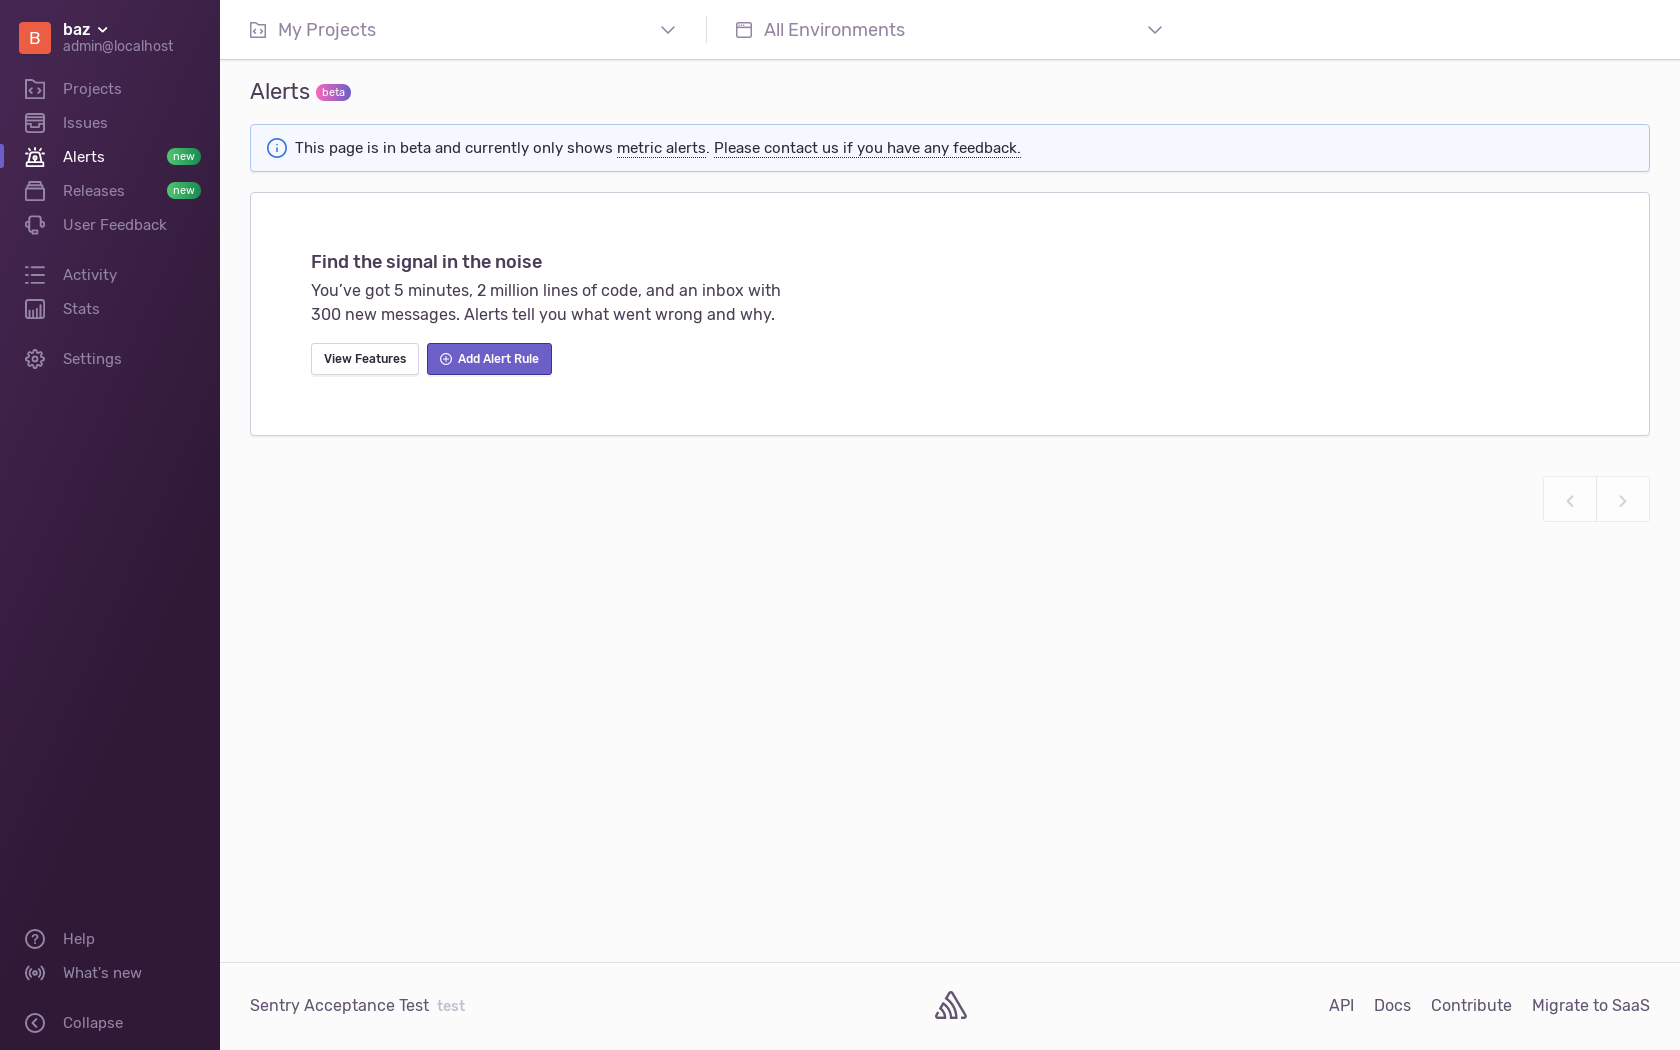 B
baz
admin@localhost
Projects
Issues
Alerts new
Releases new
User Feedback
Activity
Stats
Settings
Help
What's new
Collapse
My Projects
All Environments
Alerts beta
This page is in beta and currently only shows metric alerts. Please contact us if you have any feedback.
Find the signal in the noise
You’ve got 5 minutes, 2 million lines of code, and an inbox with
300 new messages. Alerts tell you what went wrong and why.
View Features
Add Alert Rule
Sentry Acceptance Test test
API Docs Contribute Migrate to SaaS